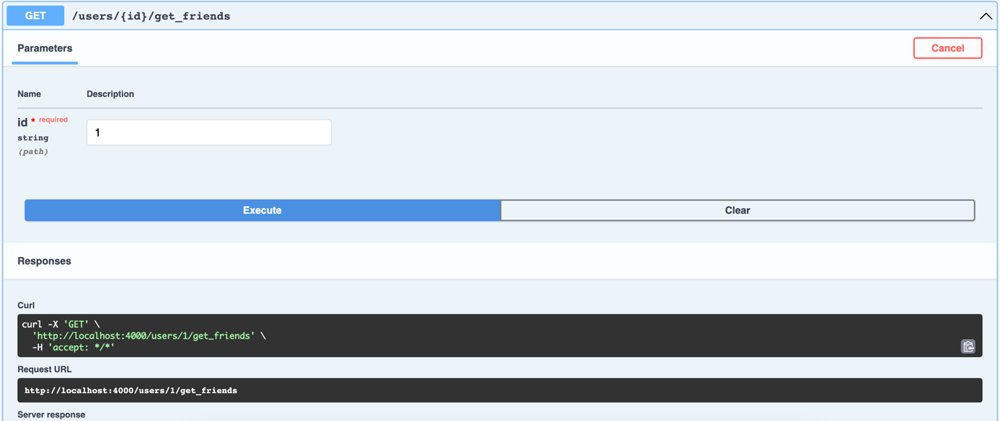 GET /users/{id}/get_friends
Parameters
Cancel
Name Description
id * required
1
string
(path)
Execute Clear
Responses
Curl
curl -X 'GET' \
'http://localhost:4000/users/1/get_friends' \
-H 'accept: */*'
Request URL
http://localhost:4000/users/1/get_friends
Server response